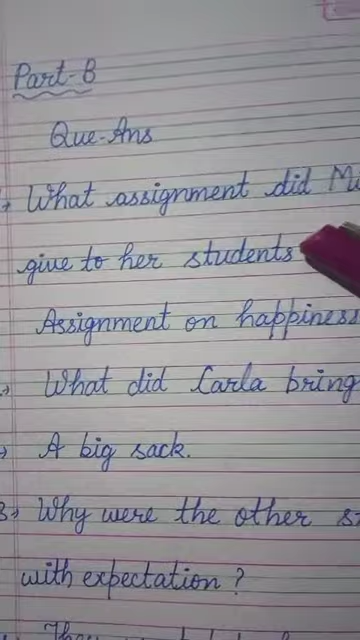 Part-B
Que-Ans
What assignment did
give to her students
Assignment on happiness
What did Carla bring
A big sack.
3) Why were the other
with expectation ?